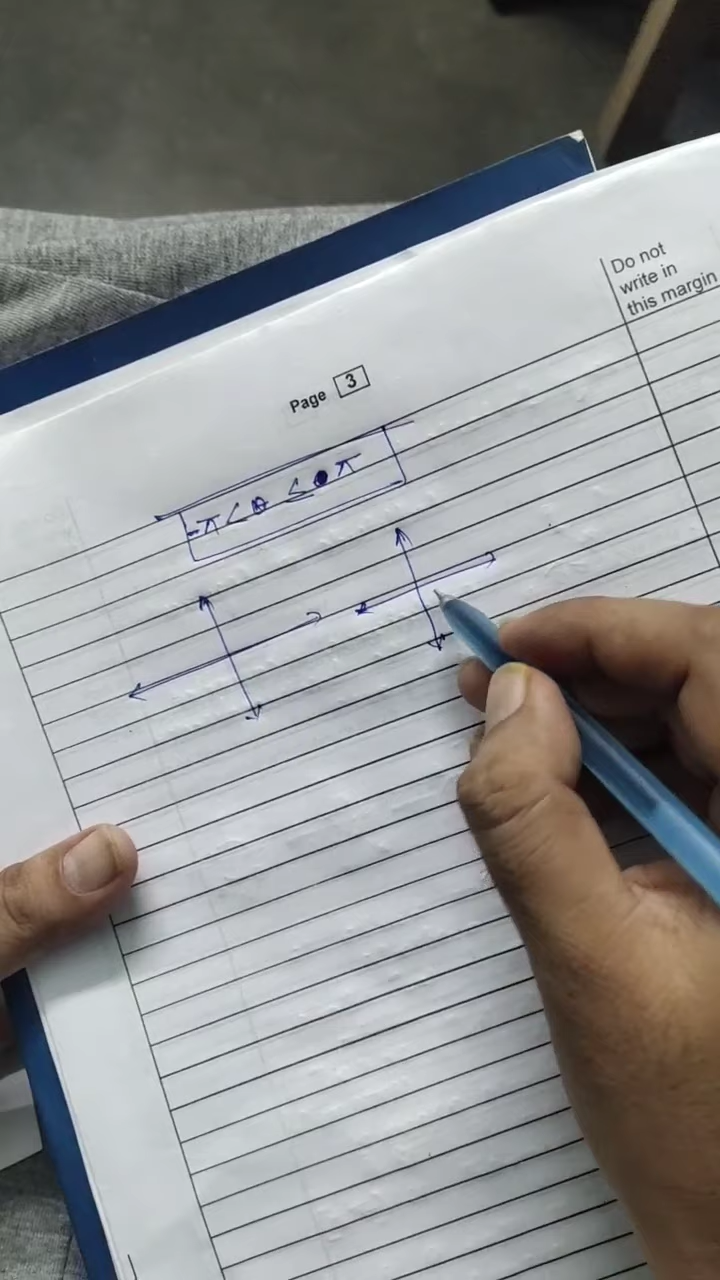 Do not
write in
this margin
Page 3
-π < θ ≤ π